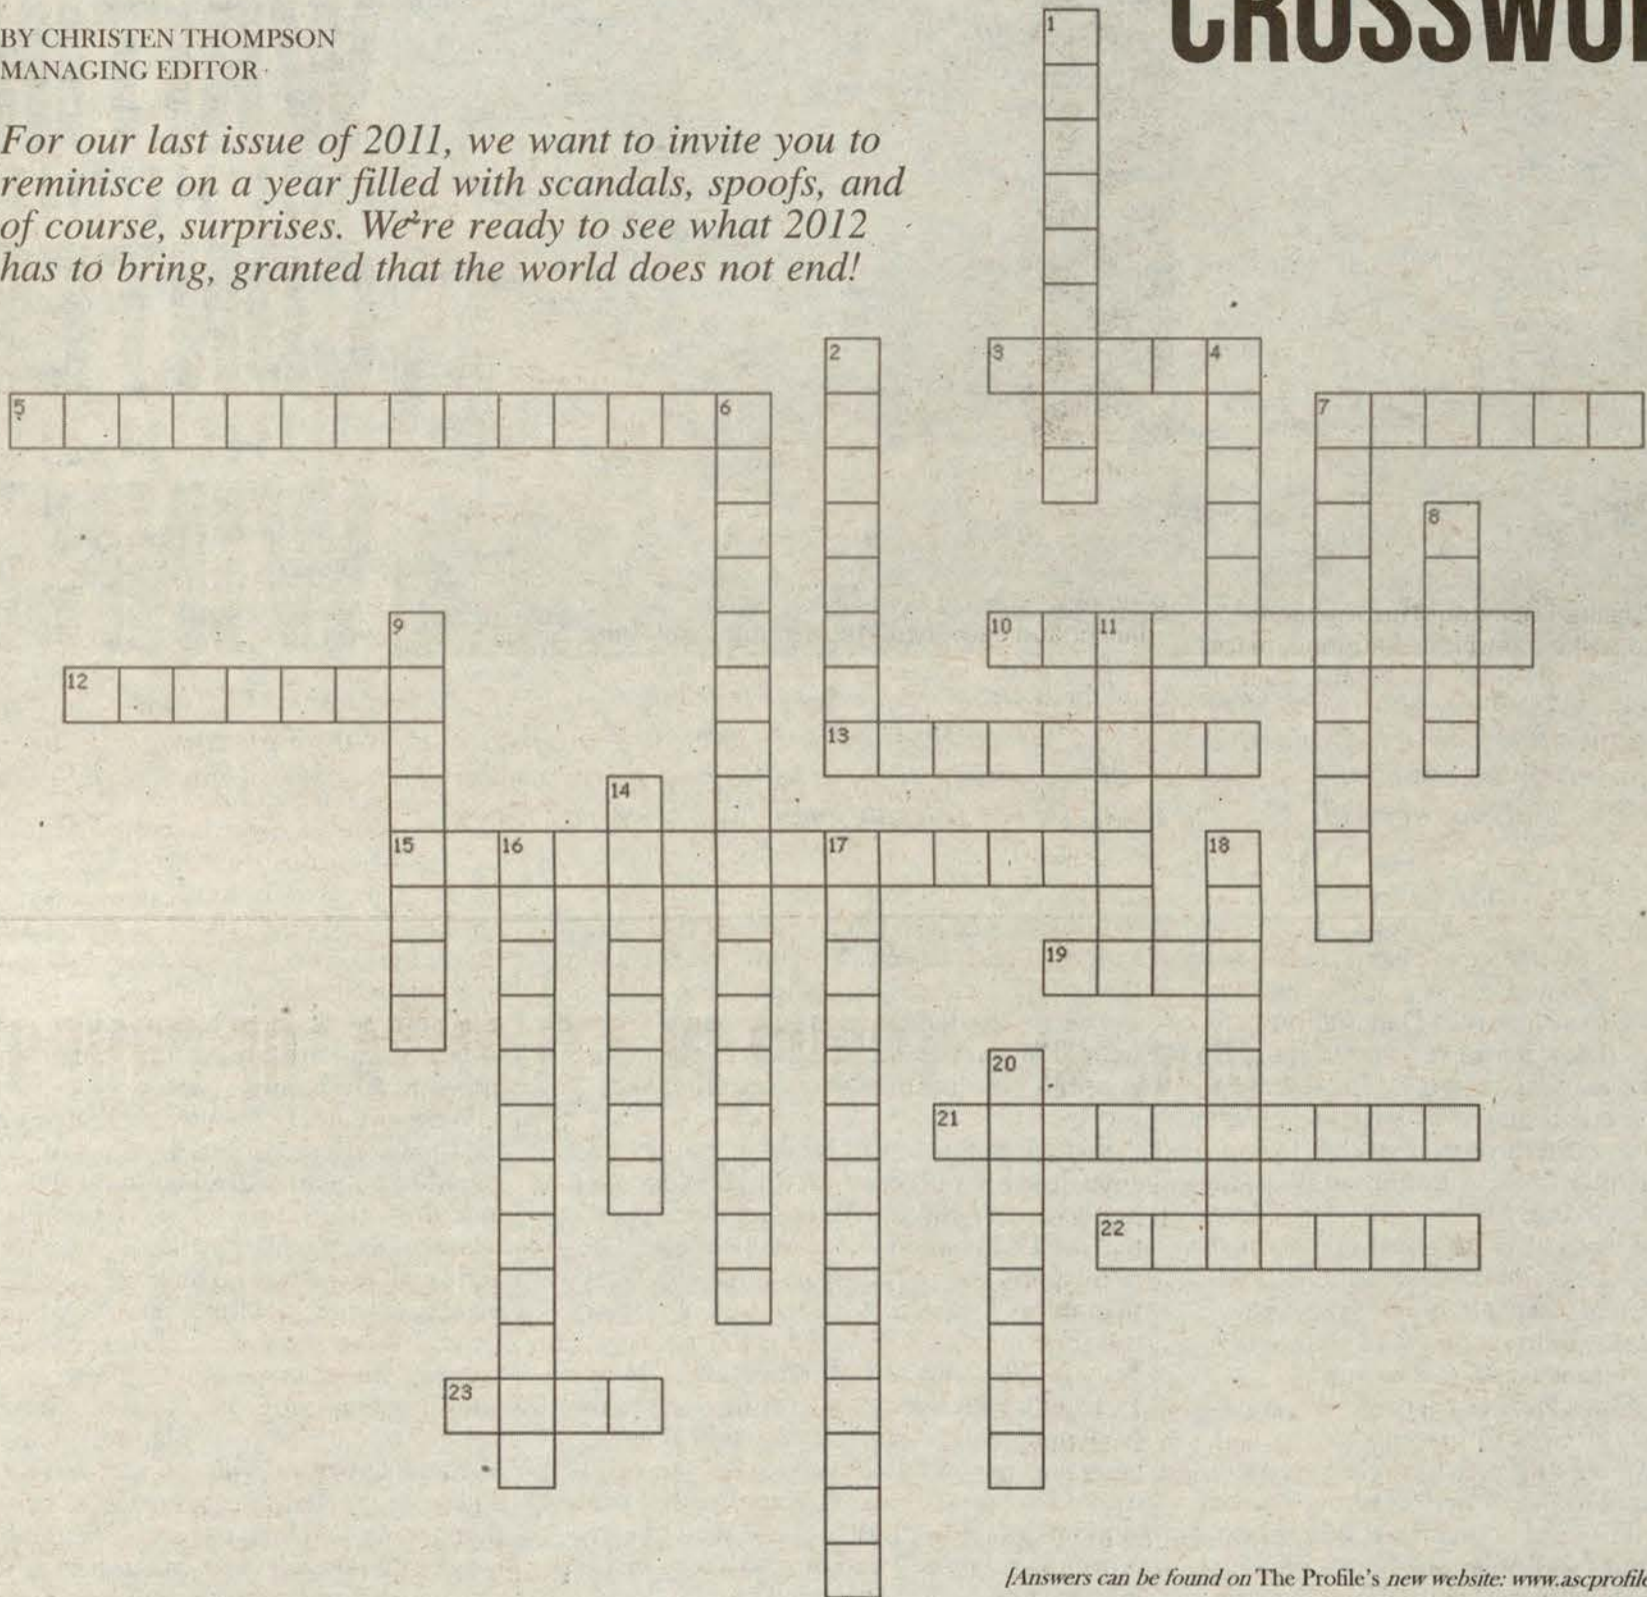 BY CHRISTEN THOMPSON
MANAGING EDITOR
CROSSWO
For our last issue of 2011, we want to invite you to
reminisce on a year filled with scandals, spoofs, and
of course, surprises. We're ready to see what 2012
has to bring, granted that the world does not end!
1
2
3
4
5
6
7
8
9
10
11
12
13
14
15
16
17
18
19
20
21
22
23
[Answers can be found on The Profile's new website: www.ascprofile